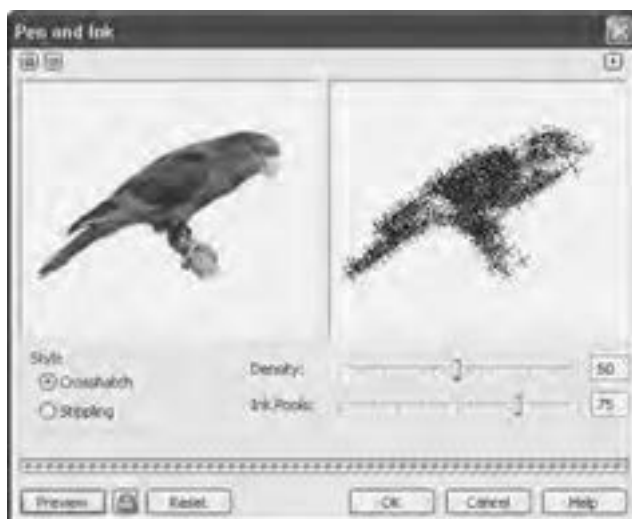 Pen and Ink
Style
Crosshatch
Stippling
Density: 50
Ink Pools: 75
Preview Reset OK Cancel Help